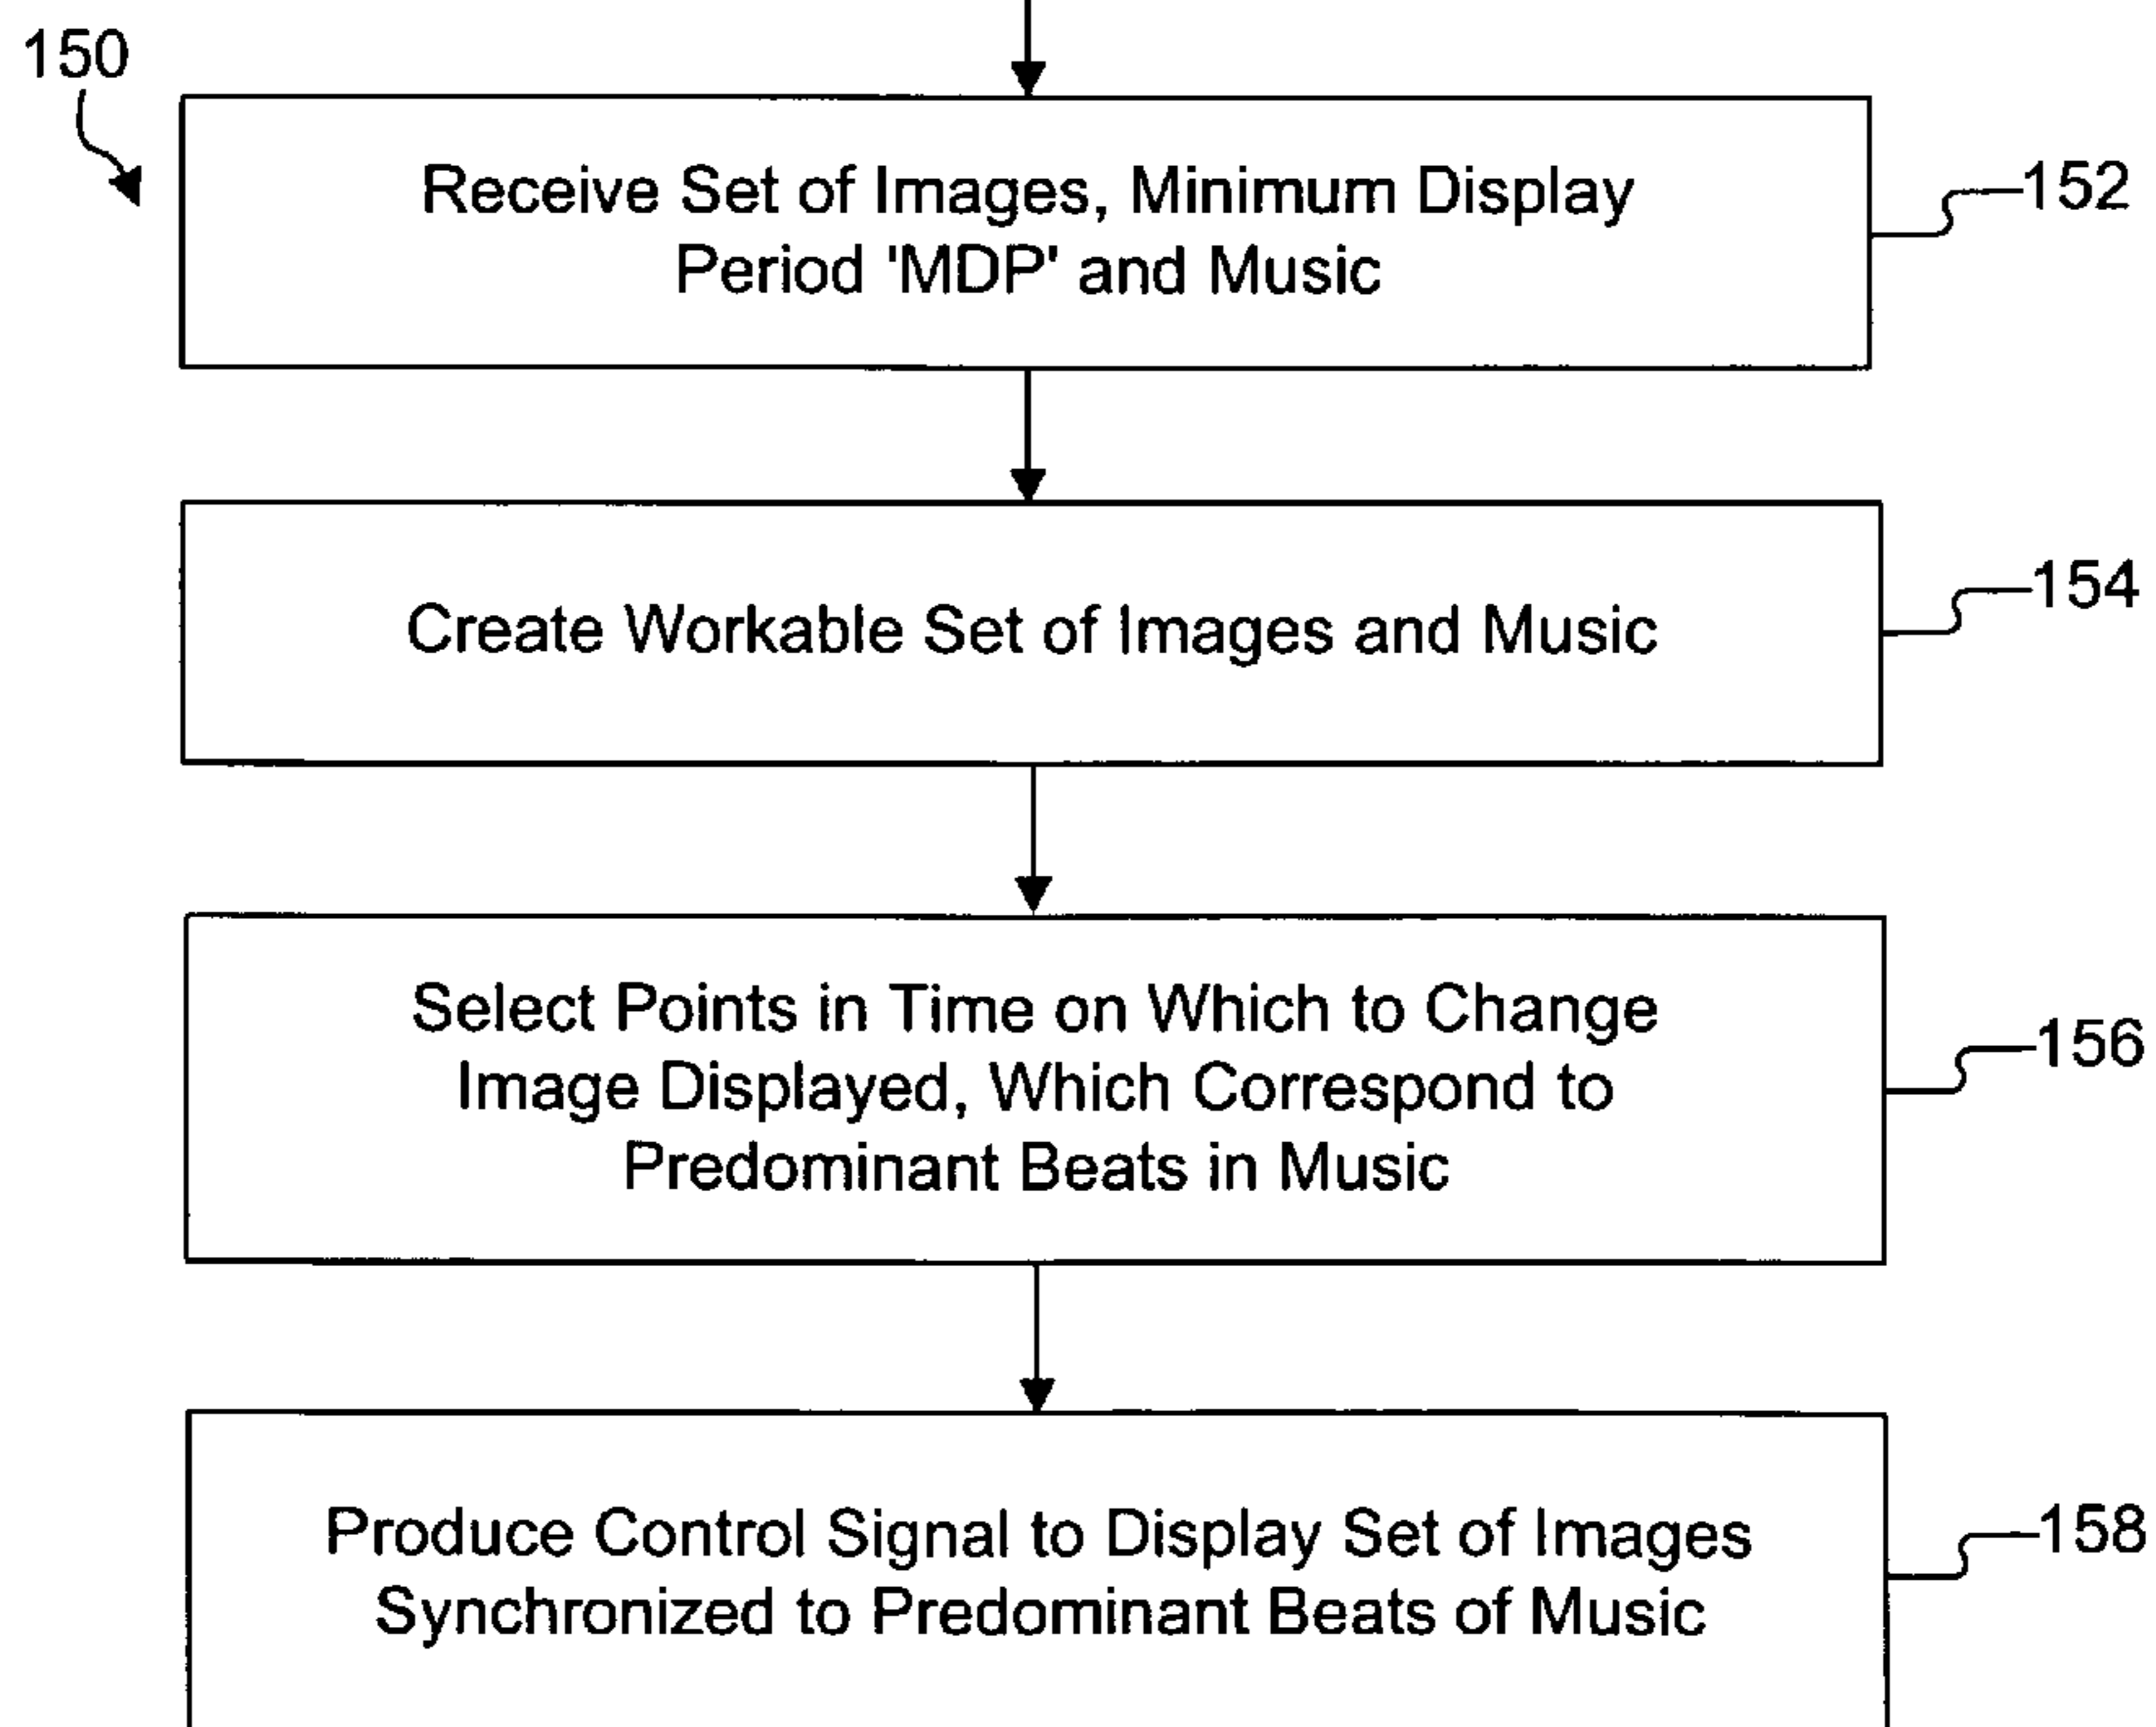 150
Receive Set of Images, Minimum Display
Period 'MDP' and Music
152
Create Workable Set of Images and Music
154
Select Points in Time on Which to Change
Image Displayed, Which Correspond to
Predominant Beats in Music
156
Produce Control Signal to Display Set of Images
Synchronized to Predominant Beats of Music
158